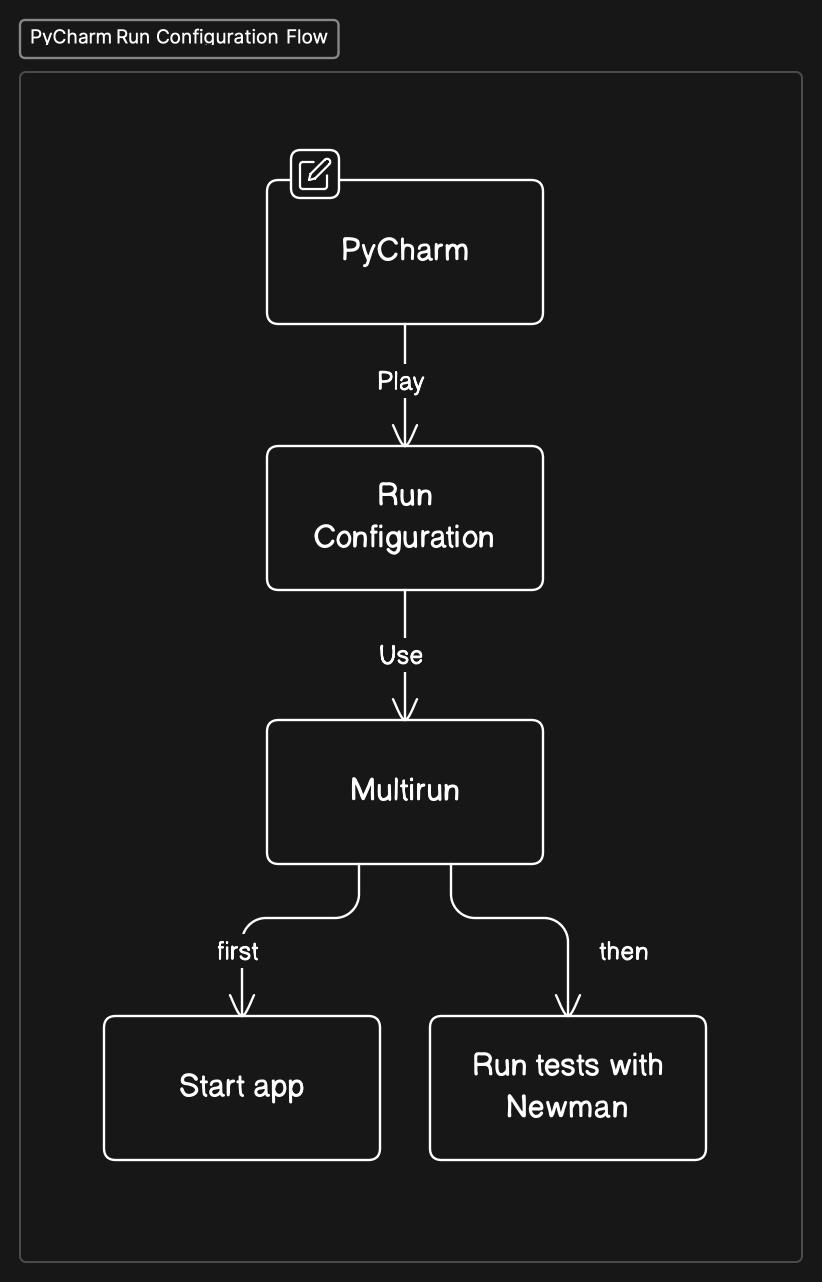 PyCharm Run Configuration Flow
PyCharm
Play
Run
Configuration
Use
Multirun
first
then
Start app
Run tests with
Newman